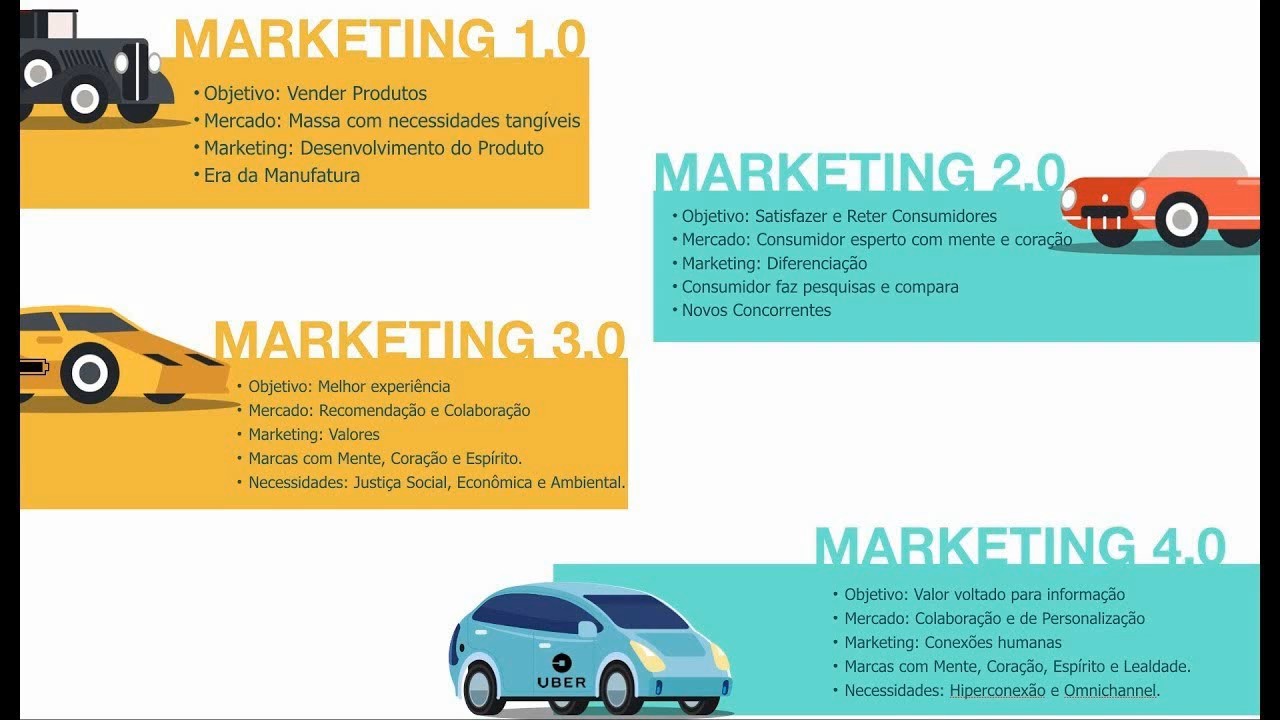 MARKETING 1.0
• Objetivo: Vender Produtos
• Mercado: Massa com necessidades tangíveis
• Marketing: Desenvolvimento do Produto
• Era da Manufatura
MARKETING 2.0
• Objetivo: Satisfazer e Reter Consumidores
• Mercado: Consumidor esperto com mente e coração
• Marketing: Diferenciação
• Consumidor faz pesquisas e compara
• Novos Concorrentes
MARKETING 3.0
• Objetivo: Melhor experiência
• Mercado: Recomendação e Colaboração
• Marketing: Valores
• Marcas com Mente, Coração e Espírito.
• Necessidades: Justiça Social, Econômica e Ambiental.
MARKETING 4.0
• Objetivo: Valor voltado para informação
• Mercado: Colaboração e de Personalização
• Marketing: Conexões humanas
• Marcas com Mente, Coração, Espírito e Lealdade.
• Necessidades: Hiperconexão e Omnichannel.
UBER